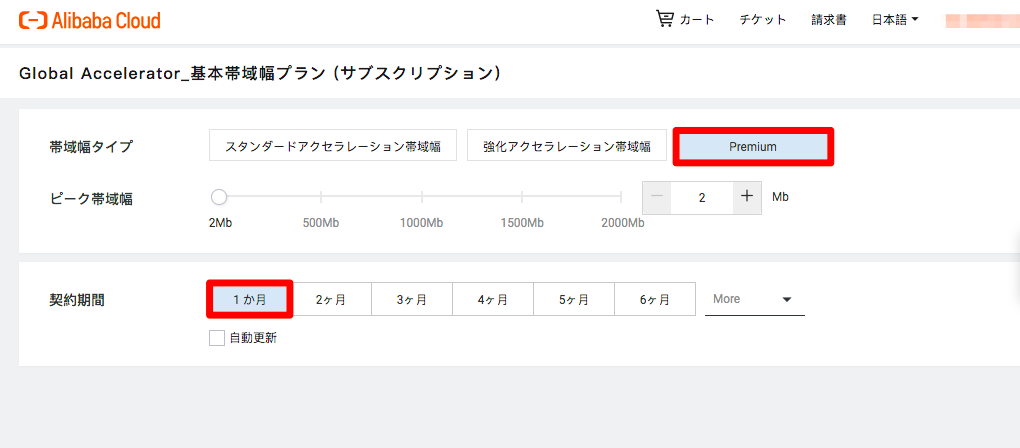 Alibaba Cloud カート チケット 請求書 日本語
Global Accelerator_基本帯域幅プラン (サブスクリプション)
帯域幅タイプ スタンダードアクセラレーション帯域幅 強化アクセラレーション帯域幅 Premium
ピーク帯域幅 2 Mb
2Mb 500Mb 1000Mb 1500Mb 2000Mb
契約期間 1 か月 2ヶ月 3ヶ月 4ヶ月 5ヶ月 6ヶ月 More
自動更新